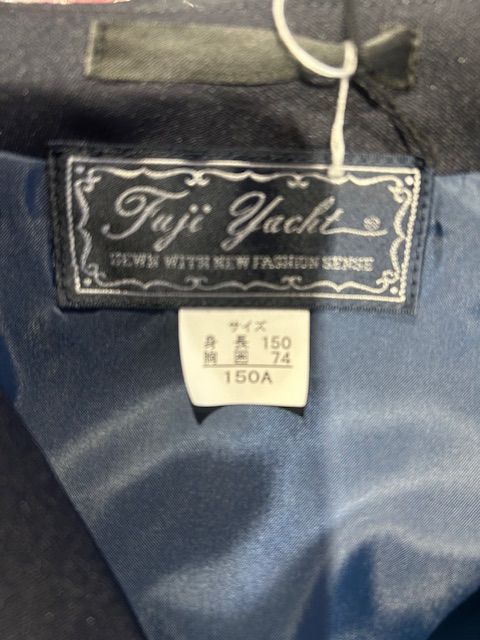 Fuji Yacht ®
SEWN WITH NEW FASHION SENSE
サイズ
身長 150
胸囲 74
150A